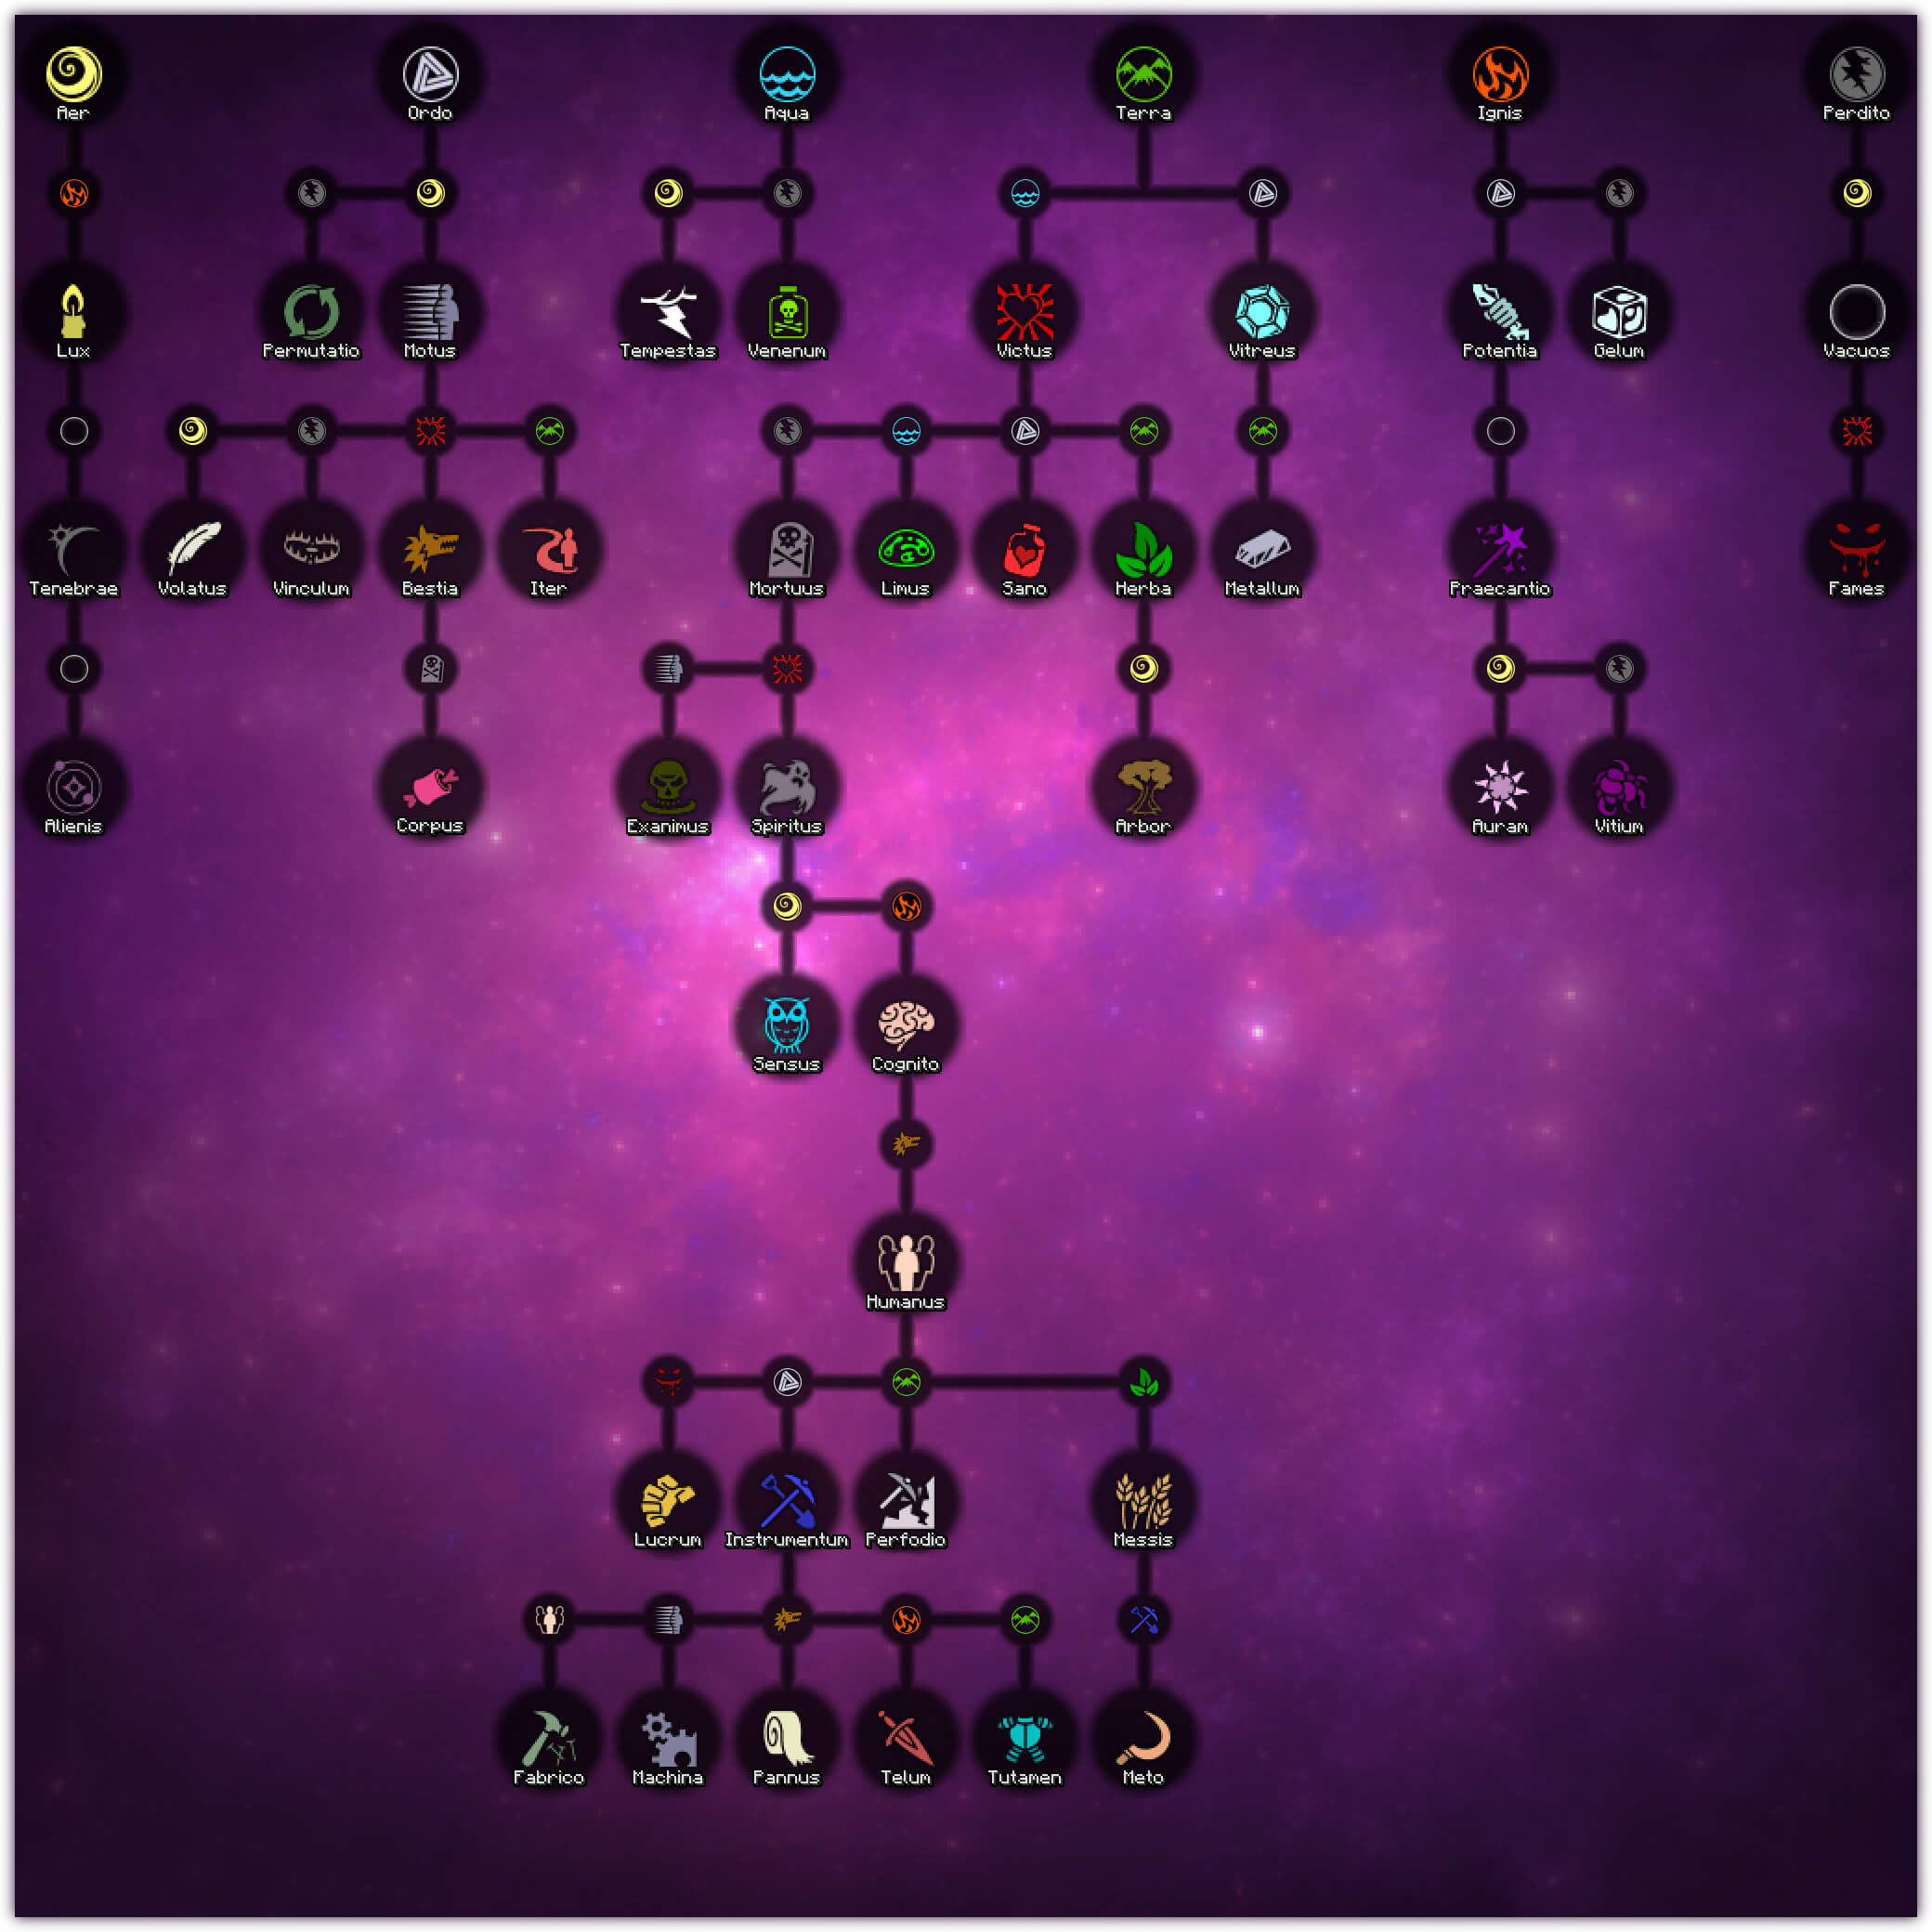 Aer
Ordo
Aqua
Terra
Ignis
Perdito
Lux
Permutatio
Motus
Tempestas
Venenum
Victus
Vitreus
Potentia
Gelum
Vacuos
Tenebrae
Volatus
Vinculum
Bestia
Iter
Mortuus
Limus
Sano
Herba
Metallum
Praecantio
Fames
Alienis
Corpus
Exanimus
Spiritus
Arbor
Auram
Vitium
Sensus
Cognito
Humanus
Lucrum
Instrumentum
Perfodio
Messis
Fabrico
Machina
Pannus
Telum
Tutamen
Meto